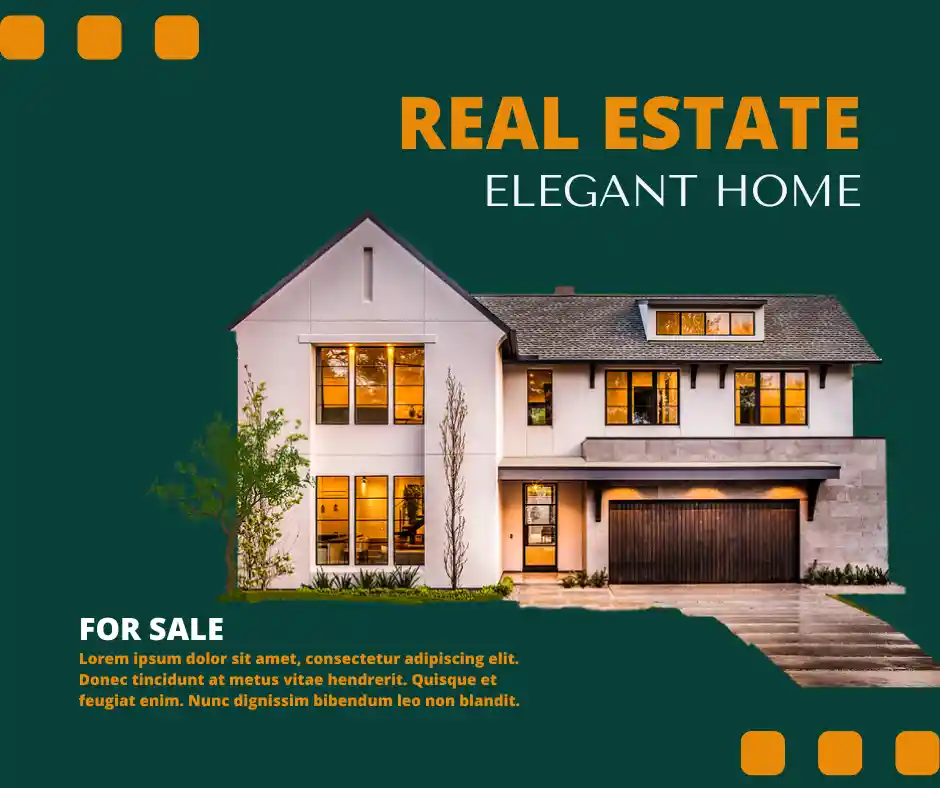 REAL ESTATE
ELEGANT HOME
FOR SALE
Lorem ipsum dolor sit amet, consectetur adipiscing elit.
Donec tincidunt at metus vitae hendrerit. Quisque et
feugiat enim. Nunc dignissim bibendum leo non blandit.